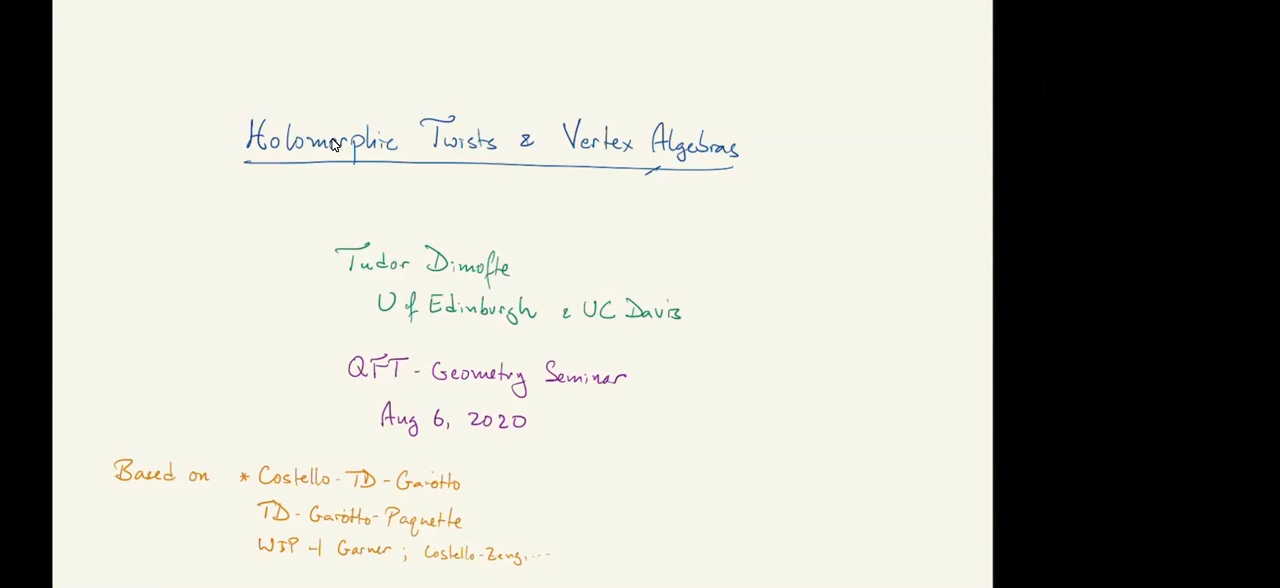 Holomorphic Twists & Vertex Algebras
Tudor Dimofte
U of Edinburgh & UC Davis
QFT - Geometry Seminar
Aug 6, 2020
Based on * Costello - TD - Gaiotto
TD - Gaiotto - Paquette
WIP w/ Garner ; Costello-Zeng, ...